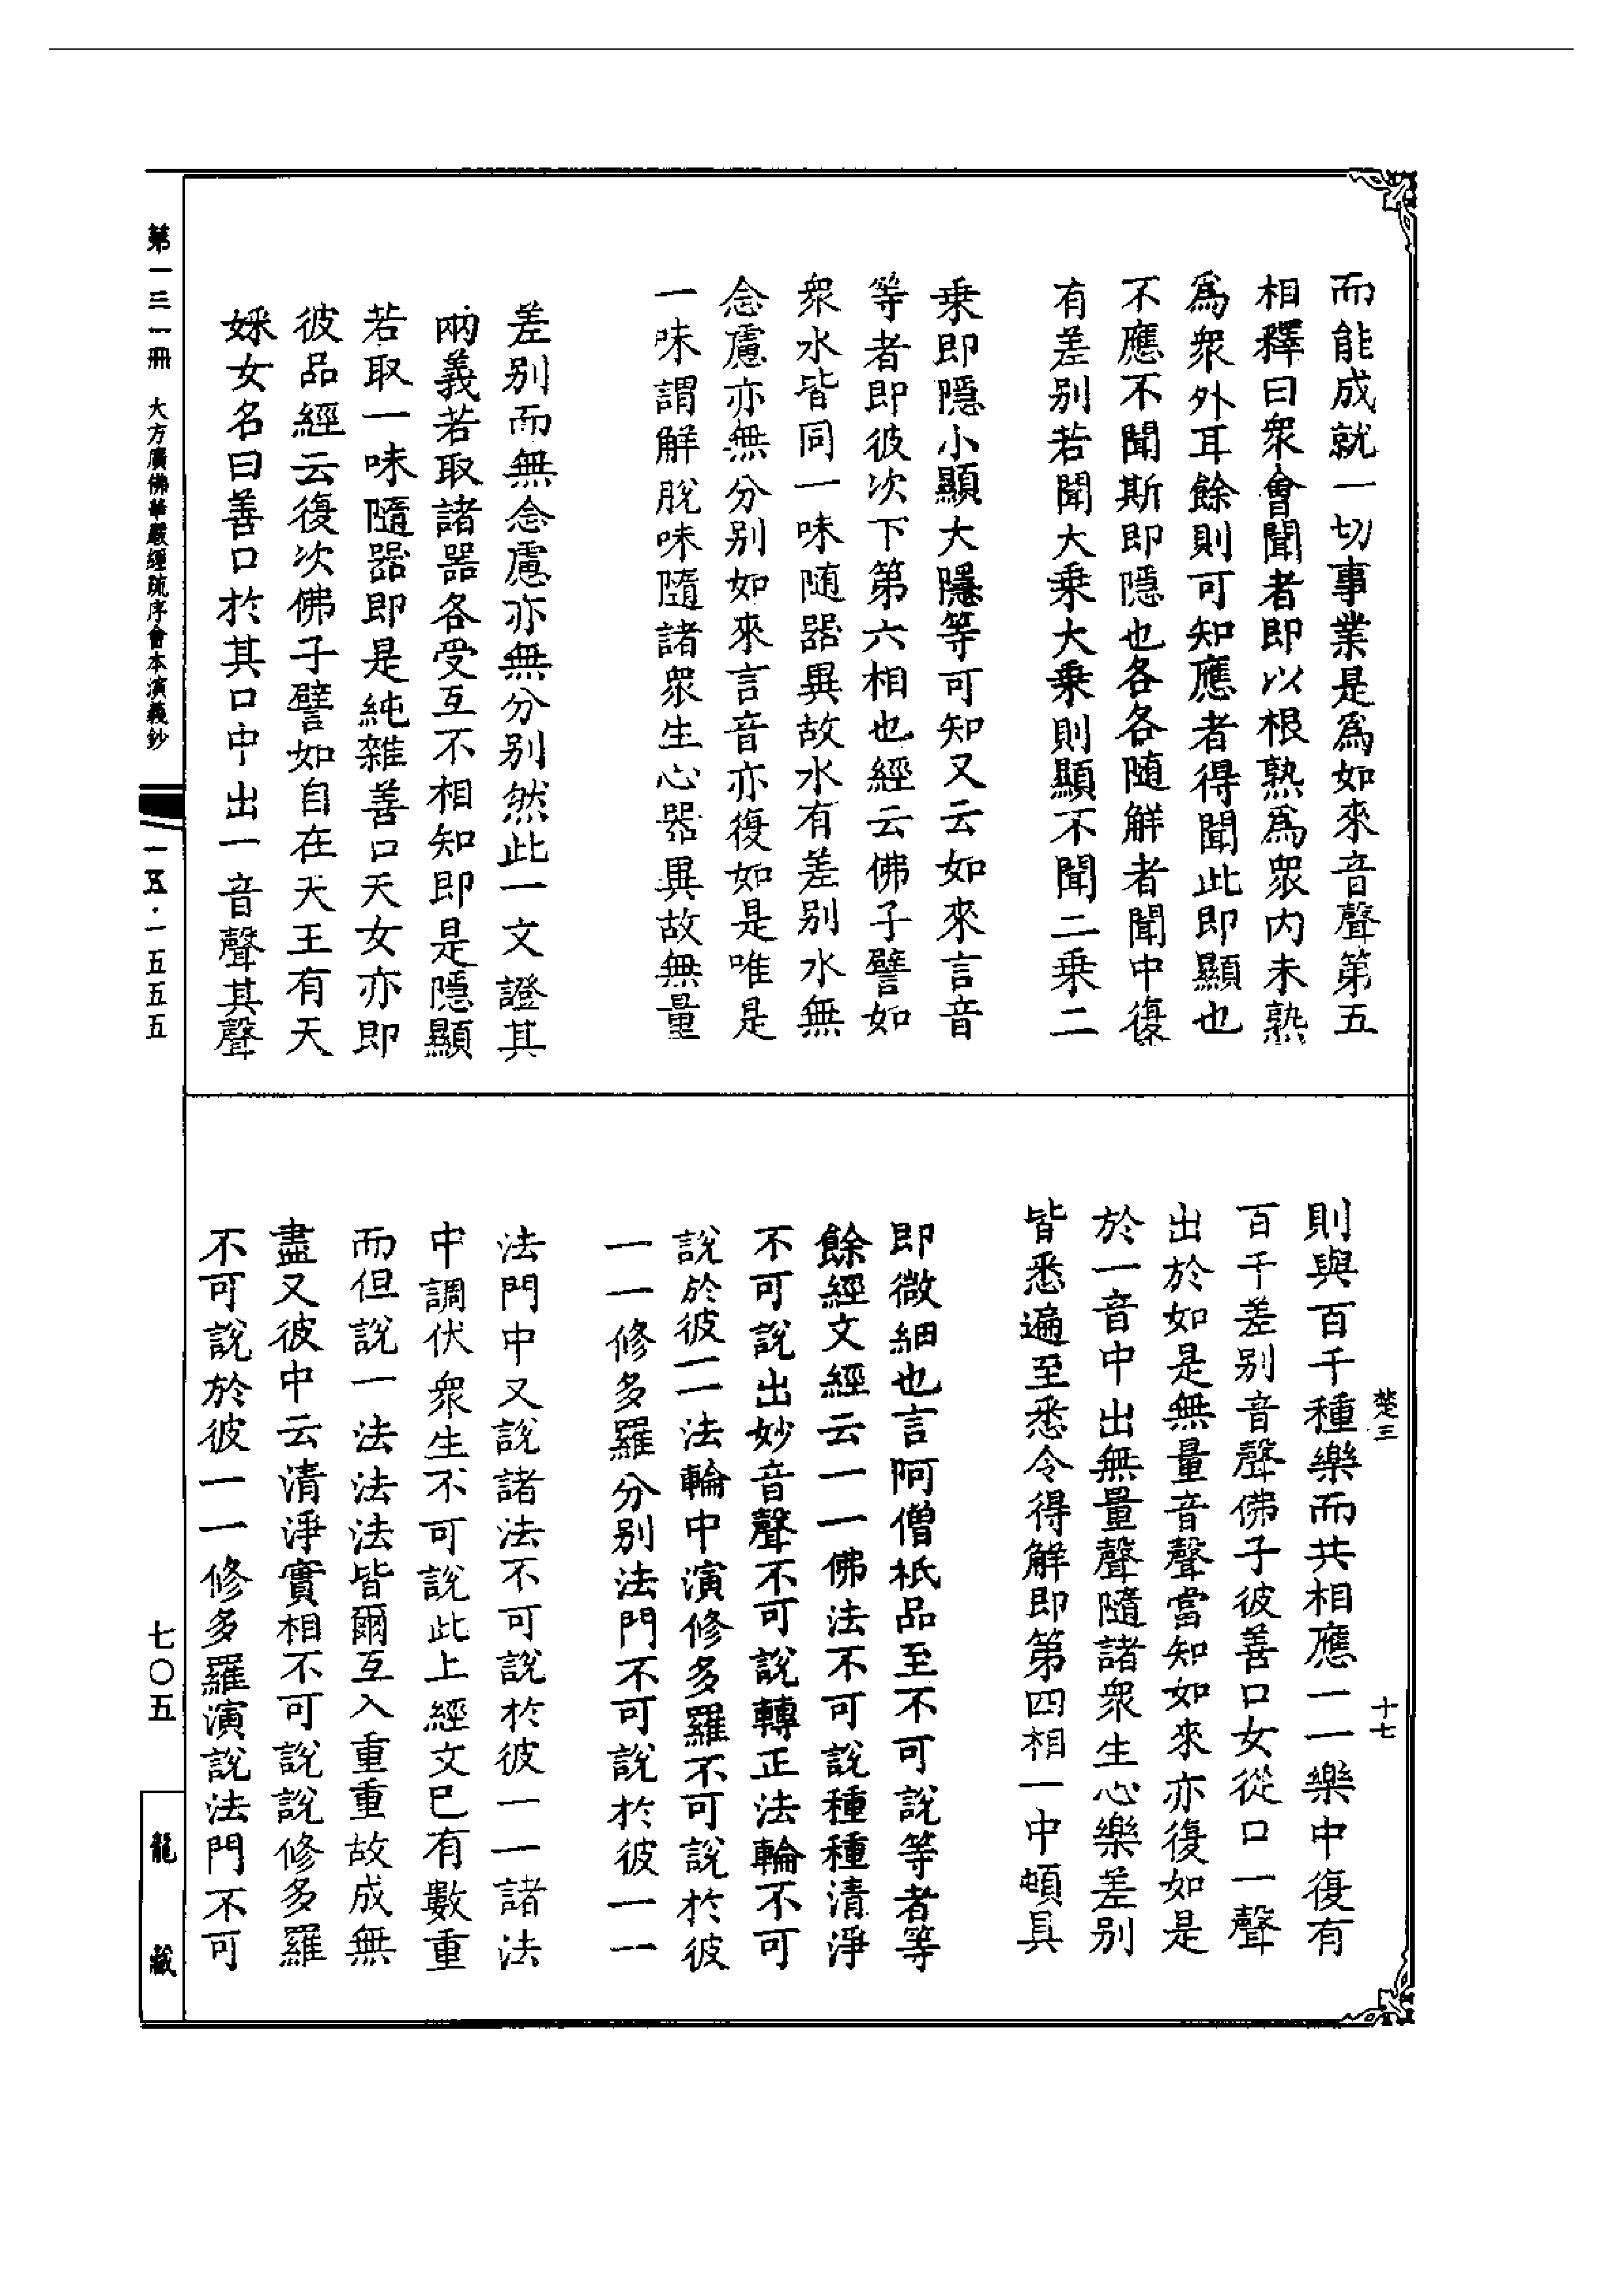 而能成就一切事業是爲如來音聲第五
相釋曰衆會聞者即以根熟爲衆內未熟
爲衆外耳餘則可知應者得聞此即顯也
不應不聞斯即隱也各各隨解者聞中復
有差别若聞大乗大乗則顯不聞二乗二
乗即隱小顯大隱等可知又云如來言音
等者即彼次下第六相也經云佛子譬如
衆水皆同一味隨器異故水有差别水無
念慮亦無分别如來言音亦復如是唯是
一味謂解脫味隨諸衆生心器異故無量
差别而無念慮亦無分别然此一文證其
兩義若取諸器各受互不相知即是隱顯
若取一味隨器即是純雜善口天女亦即
彼品經云復次佛子譬如自在天王有天
婇女名曰善口於其口中出一音聲其聲
則與百千種樂而共相應一一樂中復有
百千差别音聲佛子彼善口女從口一聲
出於如是無量音聲當知如來亦復如是
於一音中出無量聲隨諸衆生心樂差别
皆悉遍至悉令得解即第四相一中頓具
即微細也言阿僧祇品至不可說等者等
餘經文經云一一佛法不可說種種清淨
不可說出妙音聲不可說轉正法輪不可
說於彼一一法輪中演修多羅不可說於彼
一一修多羅分别法門不可說於彼一一
法門中又說諸法不可說於彼一一諸法
中調伏衆生不可說此上經文已有數重
而但說一法法法皆爾互入重重故成無
盡又彼中云清淨實相不可說說修多羅
不可說於彼一一修多羅演說法門不可
楚三
十七
第一三一冊　大方廣佛華嚴經疏序會本演義鈔
一五·一五五五
七〇五
龍藏